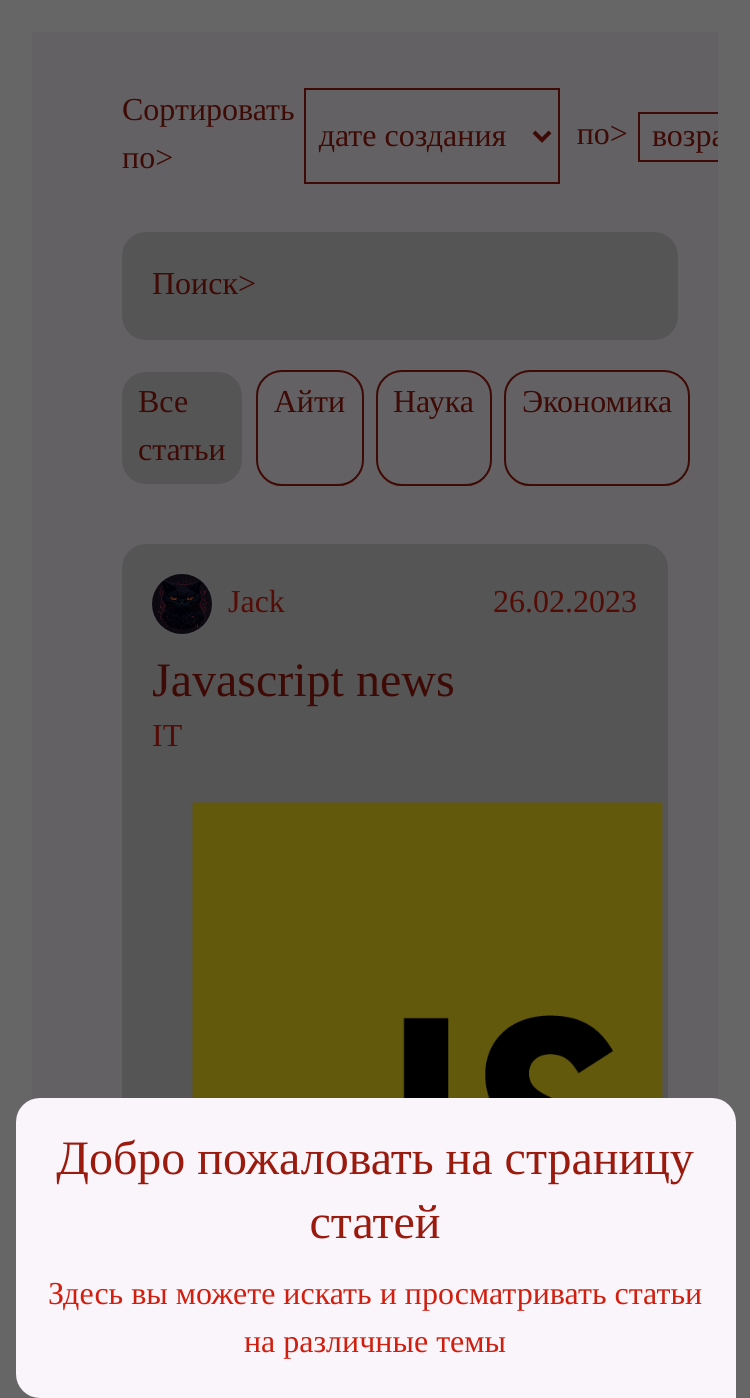 Сортировать
по>
дате создания
по>
возра
Поиск>
Все
статьи
Айти
Наука
Экономика
Jack
26.02.2023
Javascript news
IT
JS
Добро пожаловать на страницу
статей
Здесь вы можете искать и просматривать статьи
на различные темы